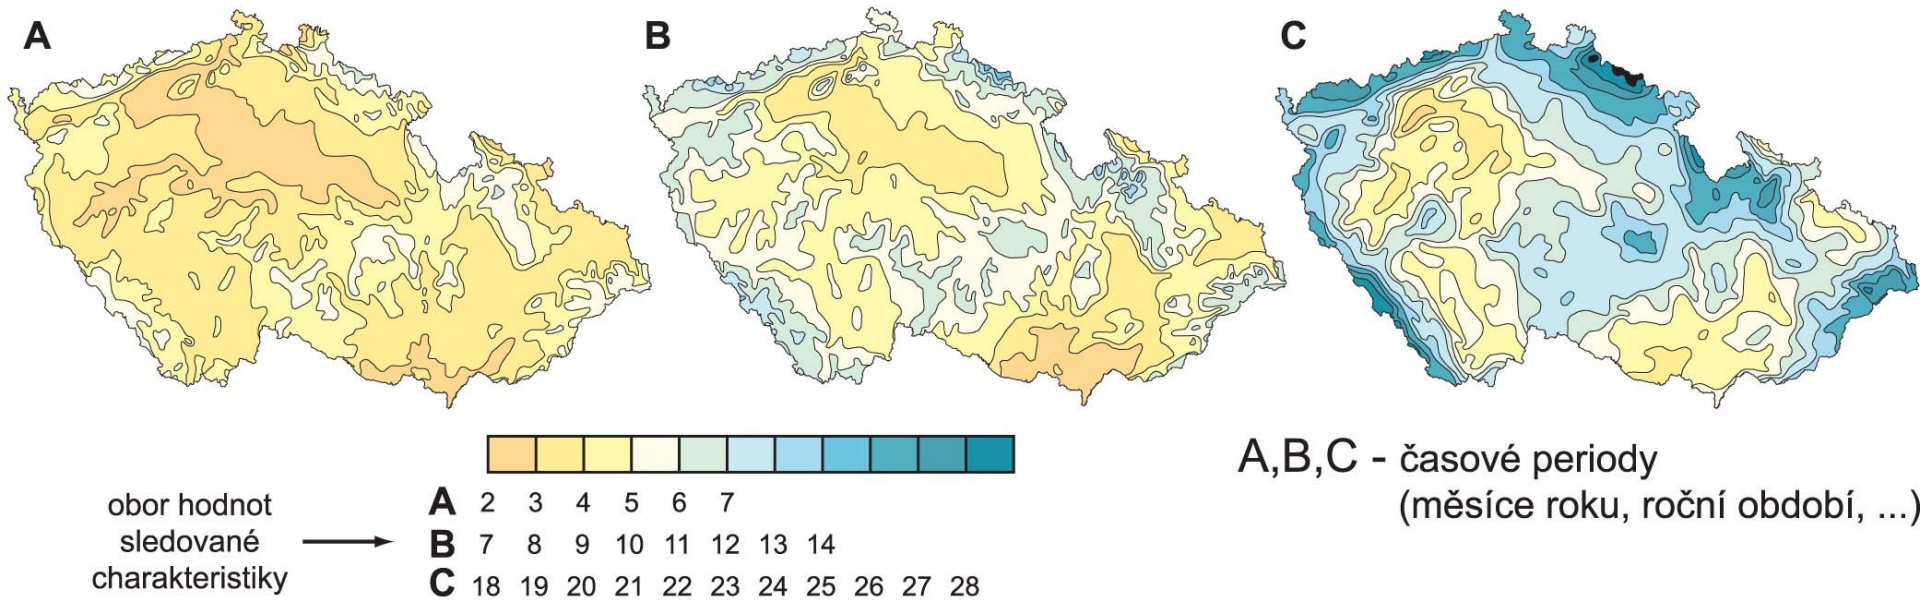 A
B
C
A 2 3 4 5 6 7
obor hodnot
sledované
charakteristiky
B 7 8 9 10 11 12 13 14
C 18 19 20 21 22 23 24 25 26 27 28
A,B,C - časové periody
(měsíce roku, roční období, ...)